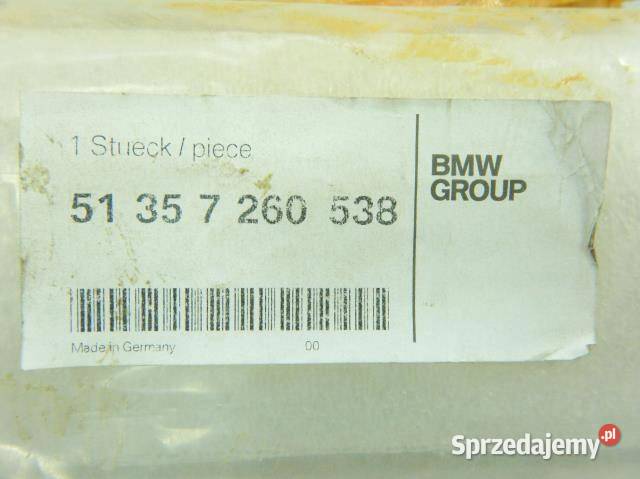 1 Stueck / piece
51 35 7 260 538
BMW
GROUP
Made in Germany 00
Sprzedajemy.pl